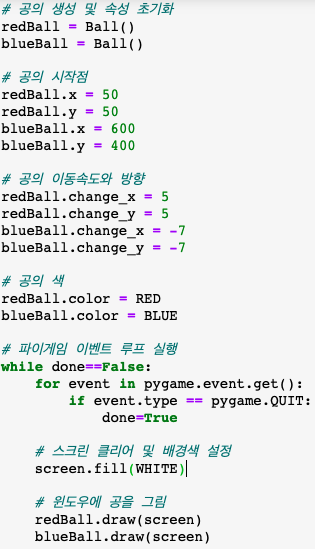 # 공의 생성 및 속성 초기화
redBall = Ball()
blueBall = Ball()

# 공의 시작점
redBall.x = 50
redBall.y = 50
blueBall.x = 600
blueBall.y = 400

# 공의 이동속도와 방향
redBall.change_x = 5
redBall.change_y = 5
blueBall.change_x = -7
blueBall.change_y = -7

# 공의 색
redBall.color = RED
blueBall.color = BLUE

# 파이게임 이벤트 루프 실행
while done==False:
    for event in pygame.event.get():
        if event.type == pygame.QUIT:
            done=True

    # 스크린 클리어 및 배경색 설정
    screen.fill(WHITE)

    # 윈도우에 공을 그림
    redBall.draw(screen)
    blueBall.draw(screen)